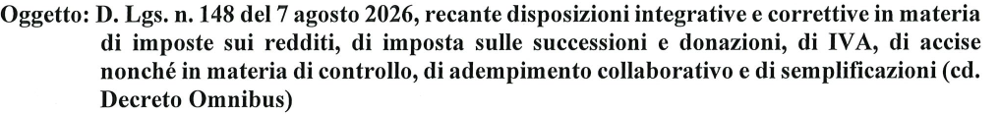 Oggetto: D. Lgs. n. 148 del 7 agosto 2026, recante disposizioni integrative e correttive in materia
di imposte sui redditi, di imposta sulle successioni e donazioni, di IVA, di accise
nonché in materia di controllo, di adempimento collaborativo e di semplificazioni (cd.
Decreto Omnibus)